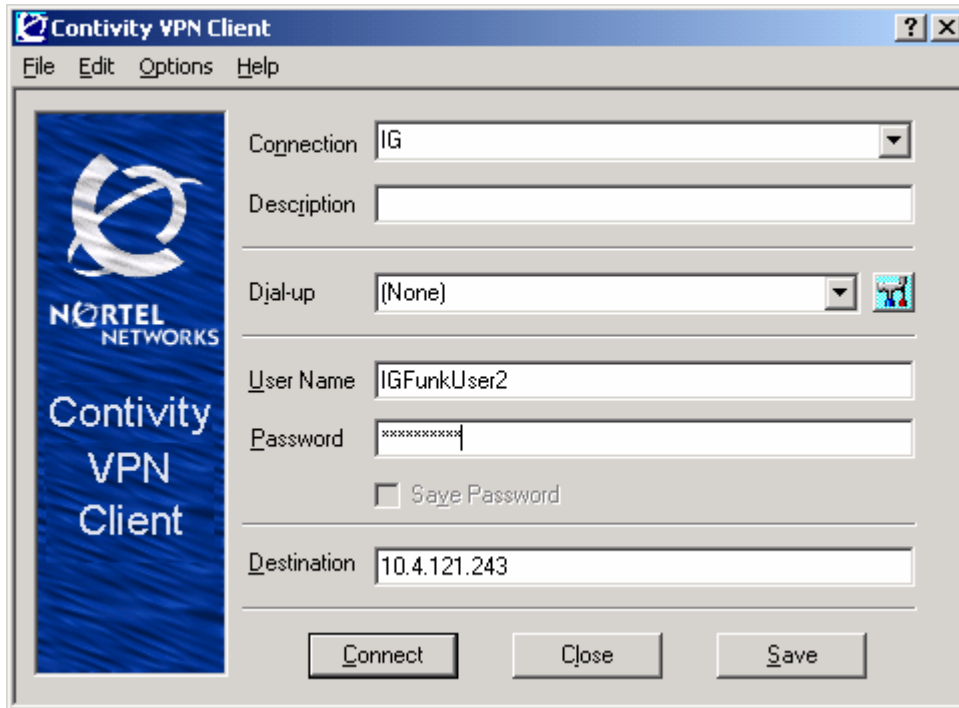 Contivity VPN Client
File Edit Options Help
Connection IG
Description
Dial-up (None)
User Name IGFunkUser2
Password **********
Save Password
Destination 10.4.121.243
Connect Close Save
NORTEL
NETWORKS
Contivity
VPN
Client